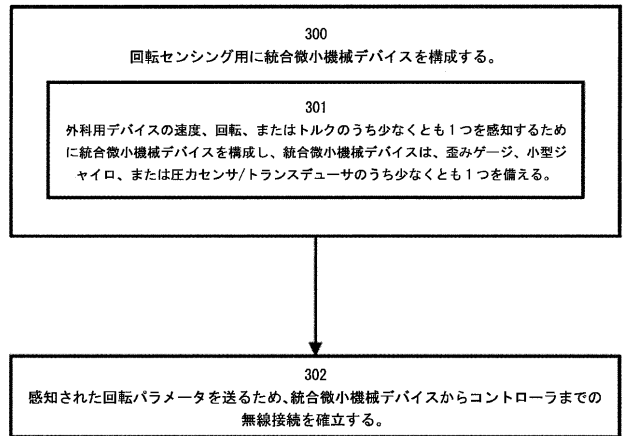 300
回転センシング用に統合微小機械デバイスを構成する。
301
外科用デバイスの速度、回転、またはトルクのうち少なくとも1つを感知するため
に統合微小機械デバイスを構成し、統合微小機械デバイスは、歪みゲージ、小型ジ
ャイロ、または圧力センサ/トランスデューサのうち少なくとも1つを備える。
302
感知された回転パラメータを送るため、統合微小機械デバイスからコントローラまでの
無線接続を確立する。